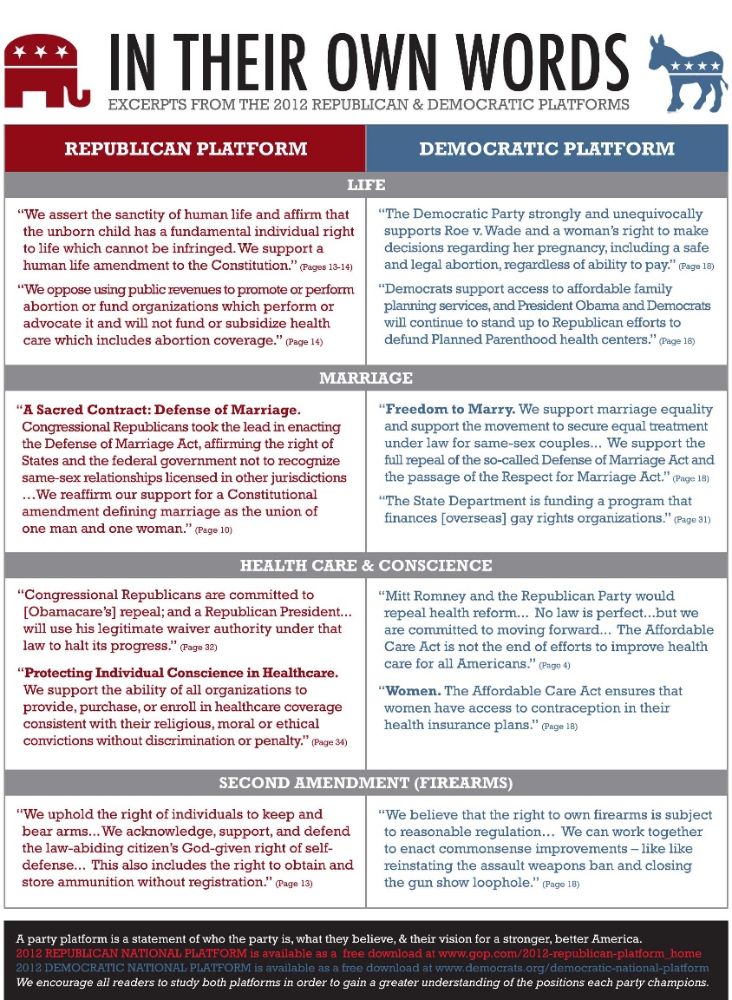 IN THEIR OWN WORDS
EXCERPTS FROM THE 2012 REPUBLICAN & DEMOCRATIC PLATFORMS
REPUBLICAN PLATFORM
DEMOCRATIC PLATFORM
LIFE
“We assert the sanctity of human life and affirm that
the unborn child has a fundamental individual right
to life which cannot be infringed. We support a
human life amendment to the Constitution.” (Pages 13-14)
“We oppose using public revenues to promote or perform
abortion or fund organizations which perform or
advocate it and will not fund or subsidize health
care which includes abortion coverage.” (Page 14)
“The Democratic Party strongly and unequivocally
supports Roe v. Wade and a woman’s right to make
decisions regarding her pregnancy, including a safe
and legal abortion, regardless of ability to pay.” (Page 18)
“Democrats support access to affordable family
planning services, and President Obama and Democrats
will continue to stand up to Republican efforts to
defund Planned Parenthood health centers.” (Page 18)
MARRIAGE
“A Sacred Contract: Defense of Marriage.
Congressional Republicans took the lead in enacting
the Defense of Marriage Act, affirming the right of
States and the federal government not to recognize
same-sex relationships licensed in other jurisdictions
…We reaffirm our support for a Constitutional
amendment defining marriage as the union of
one man and one woman.” (Page 10)
“Freedom to Marry. We support marriage equality
and support the movement to secure equal treatment
under law for same-sex couples… We support the
full repeal of the so-called Defense of Marriage Act and
the passage of the Respect for Marriage Act.” (Page 18)
“The State Department is funding a program that
finances [overseas] gay rights organizations.” (Page 31)
HEALTH CARE & CONSCIENCE
“Congressional Republicans are committed to
[Obamacare’s] repeal; and a Republican President…
will use his legitimate waiver authority under that
law to halt its progress.” (Page 32)
“Protecting Individual Conscience in Healthcare.
We support the ability of all organizations to
provide, purchase, or enroll in healthcare coverage
consistent with their religious, moral or ethical
convictions without discrimination or penalty.” (Page 34)
“Mitt Romney and the Republican Party would
repeal health reform… No law is perfect…but we
are committed to moving forward… The Affordable
Care Act is not the end of efforts to improve health
care for all Americans.” (Page 4)
“Women. The Affordable Care Act ensures that
women have access to contraception in their
health insurance plans.” (Page 18)
SECOND AMENDMENT (FIREARMS)
“We uphold the right of individuals to keep and
bear arms…We acknowledge, support, and defend
the law-abiding citizen’s God-given right of self-
defense… This also includes the right to obtain and
store ammunition without registration.” (Page 13)
“We believe that the right to own firearms is subject
to reasonable regulation… We can work together
to enact commonsense improvements – like like
reinstating the assault weapons ban and closing
the gun show loophole.” (Page 18)
A party platform is a statement of who the party is, what they believe, & their vision for a stronger, better America.
2012 REPUBLICAN NATIONAL PLATFORM is available as a free download at www.gop.com/2012-republican-platform_home
2012 DEMOCRATIC NATIONAL PLATFORM is available as a free download at www.democrats.org/democratic-national-platform
We encourage all readers to study both platforms in order to gain a greater understanding of the positions each party champions.